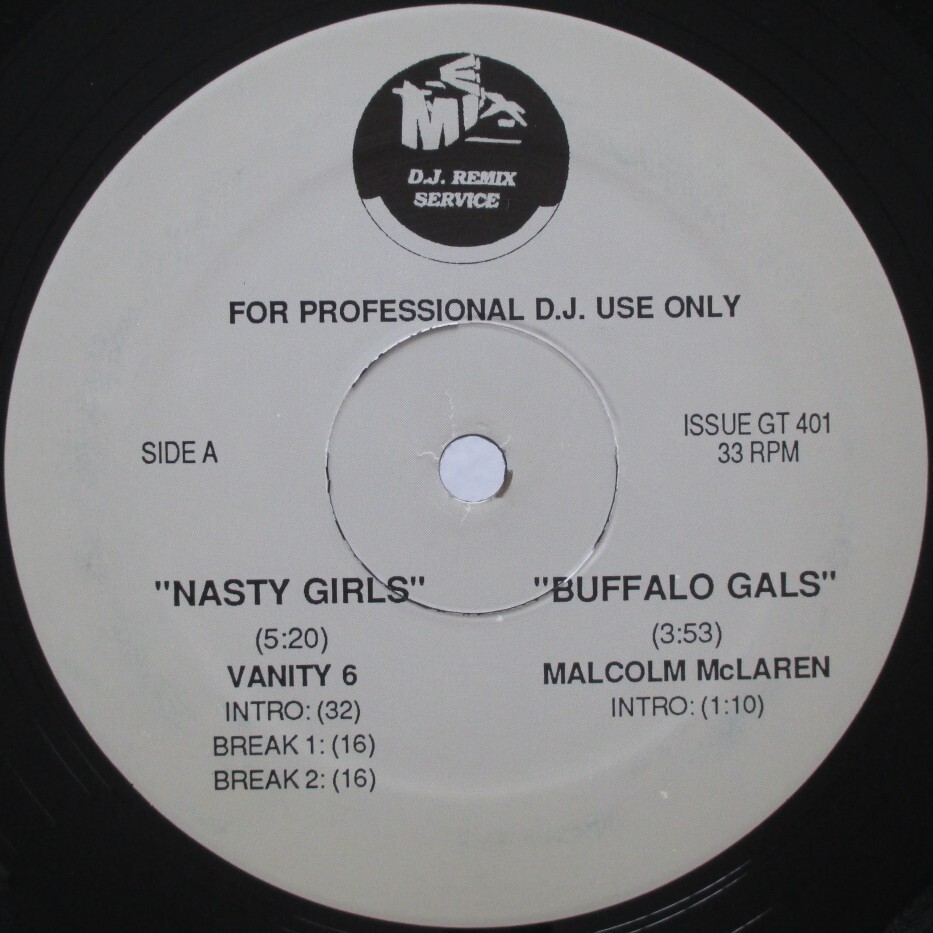 MIX
D.J. REMIX
SERVICE
FOR PROFESSIONAL D.J. USE ONLY
SIDE A
ISSUE GT 401
33 RPM
"NASTY GIRLS"
(5:20)
VANITY 6
INTRO: (32)
BREAK 1: (16)
BREAK 2: (16)
"BUFFALO GALS"
(3:53)
MALCOLM McLAREN
INTRO: (1:10)